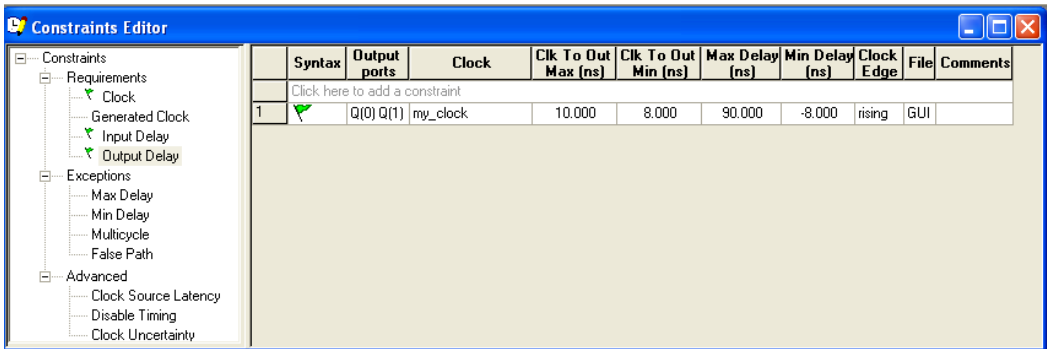 Constraints Editor
Constraints
Requirements
Clock
Generated Clock
Input Delay
Output Delay
Exceptions
Max Delay
Min Delay
Multicycle
False Path
Advanced
Clock Source Latency
Disable Timing
Clock Uncertainty
Syntax Output ports Clock Clk To Out Max (ns) Clk To Out Min (ns) Max Delay (ns) Min Delay (ns) Clock Edge File Comments
Click here to add a constraint
1 Q(0) Q(1) my_clock 10.000 8.000 90.000 -8.000 rising GUI